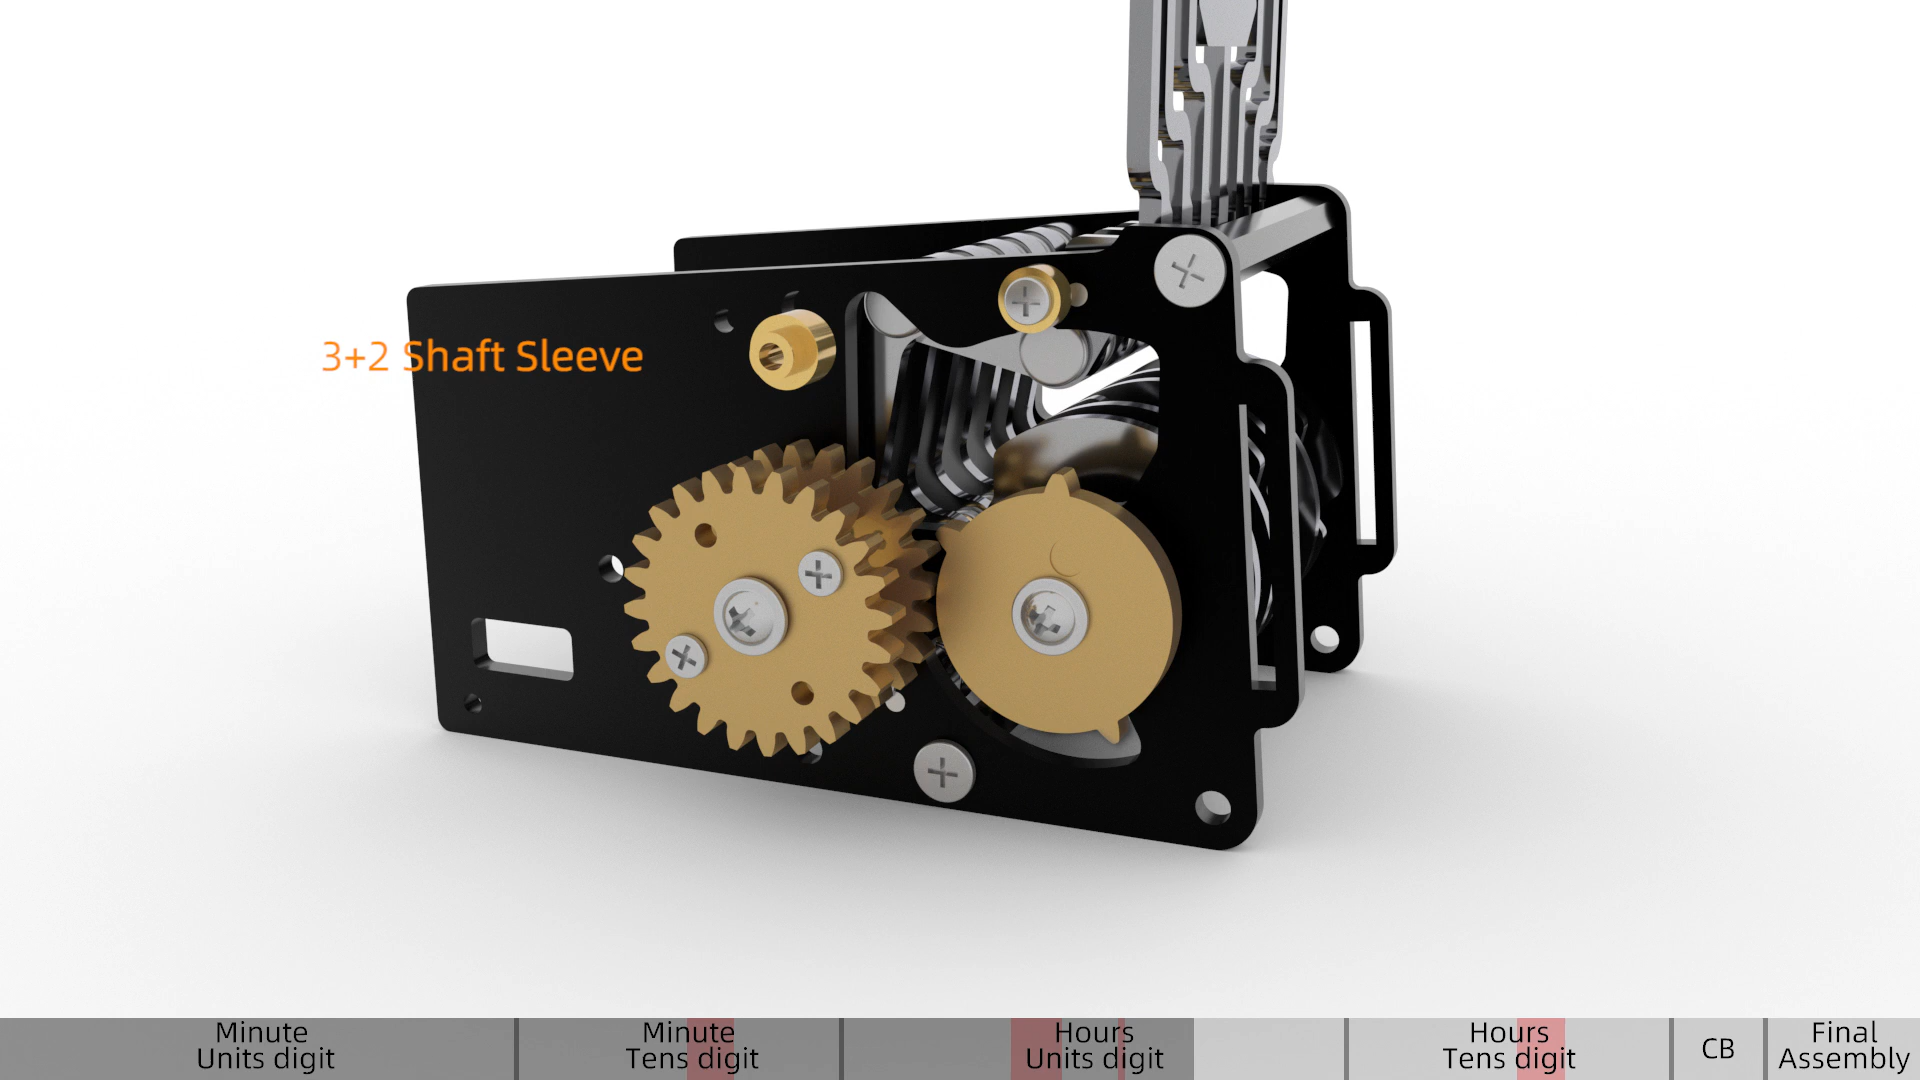 3+2 Shaft Sleeve
Minute
Units digit
Minute
Tens digit
Hours
Units digit
Hours
Tens digit
CB
Final
Assembly